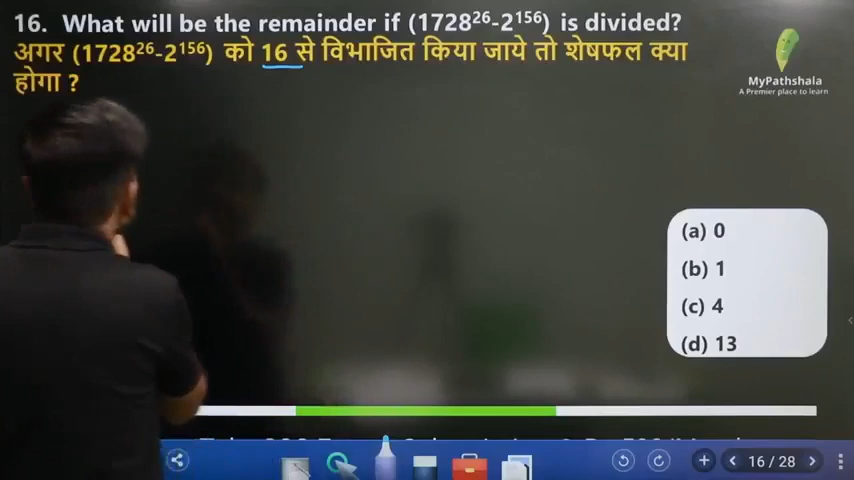 16. What will be the remainder if (1728²⁶-2¹⁵⁶) is divided?
अगर (1728²⁶-2¹⁵⁶) को 16 से विभाजित किया जाये तो शेषफल क्या
होगा ?
MyPathshala
A Premier place to learn
(a) 0
(b) 1
(c) 4
(d) 13
16 / 28